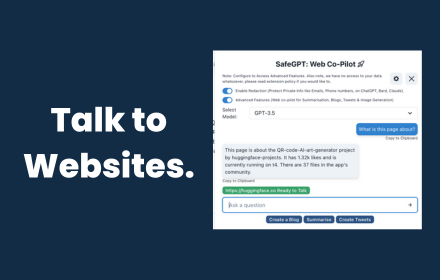 Talk to
Websites.
SafeGPT: Web Co-Pilot 🚀
Note: Configure to Access Advanced Features. Also note, we have no access to your data
whatsoever, please read extension policy if you want to.
Enable Redaction (Protect Private Info like Emails, Phone numbers, on ChatGPT, Bard, Claude).
Advanced Features (Web co-pilot for Summarisation, Blogs, Tweets & Image Generation)
Select
Model:
GPT-3.5
What is this page about?
Copy to Clipboard
This page is about the QR-code-AI-art-generator project
by huggingface-projects. It has 1.32k likes and is
currently running on t4. There are 37 files in the app's
community.
Copy to Clipboard
https://huggingface.co Ready to Talk
Ask a question
Create a Blog
Summarise
Create Tweets